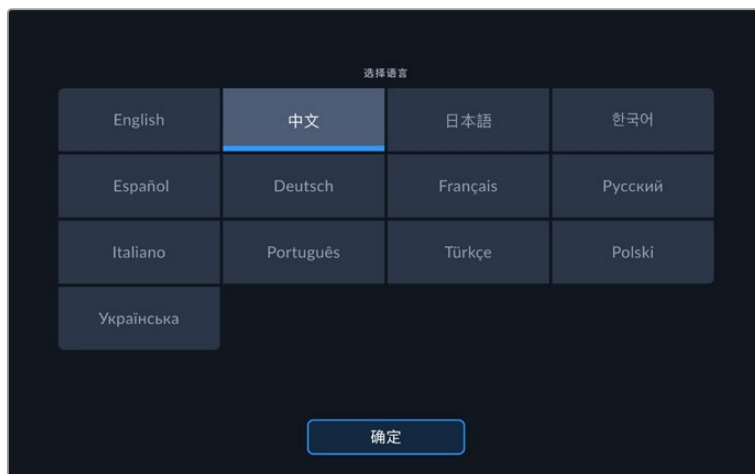 选择语言
English 中文 日本語 한국어
Español Deutsch Français Русский
Italiano Português Türkçe Polski
Українська
确定